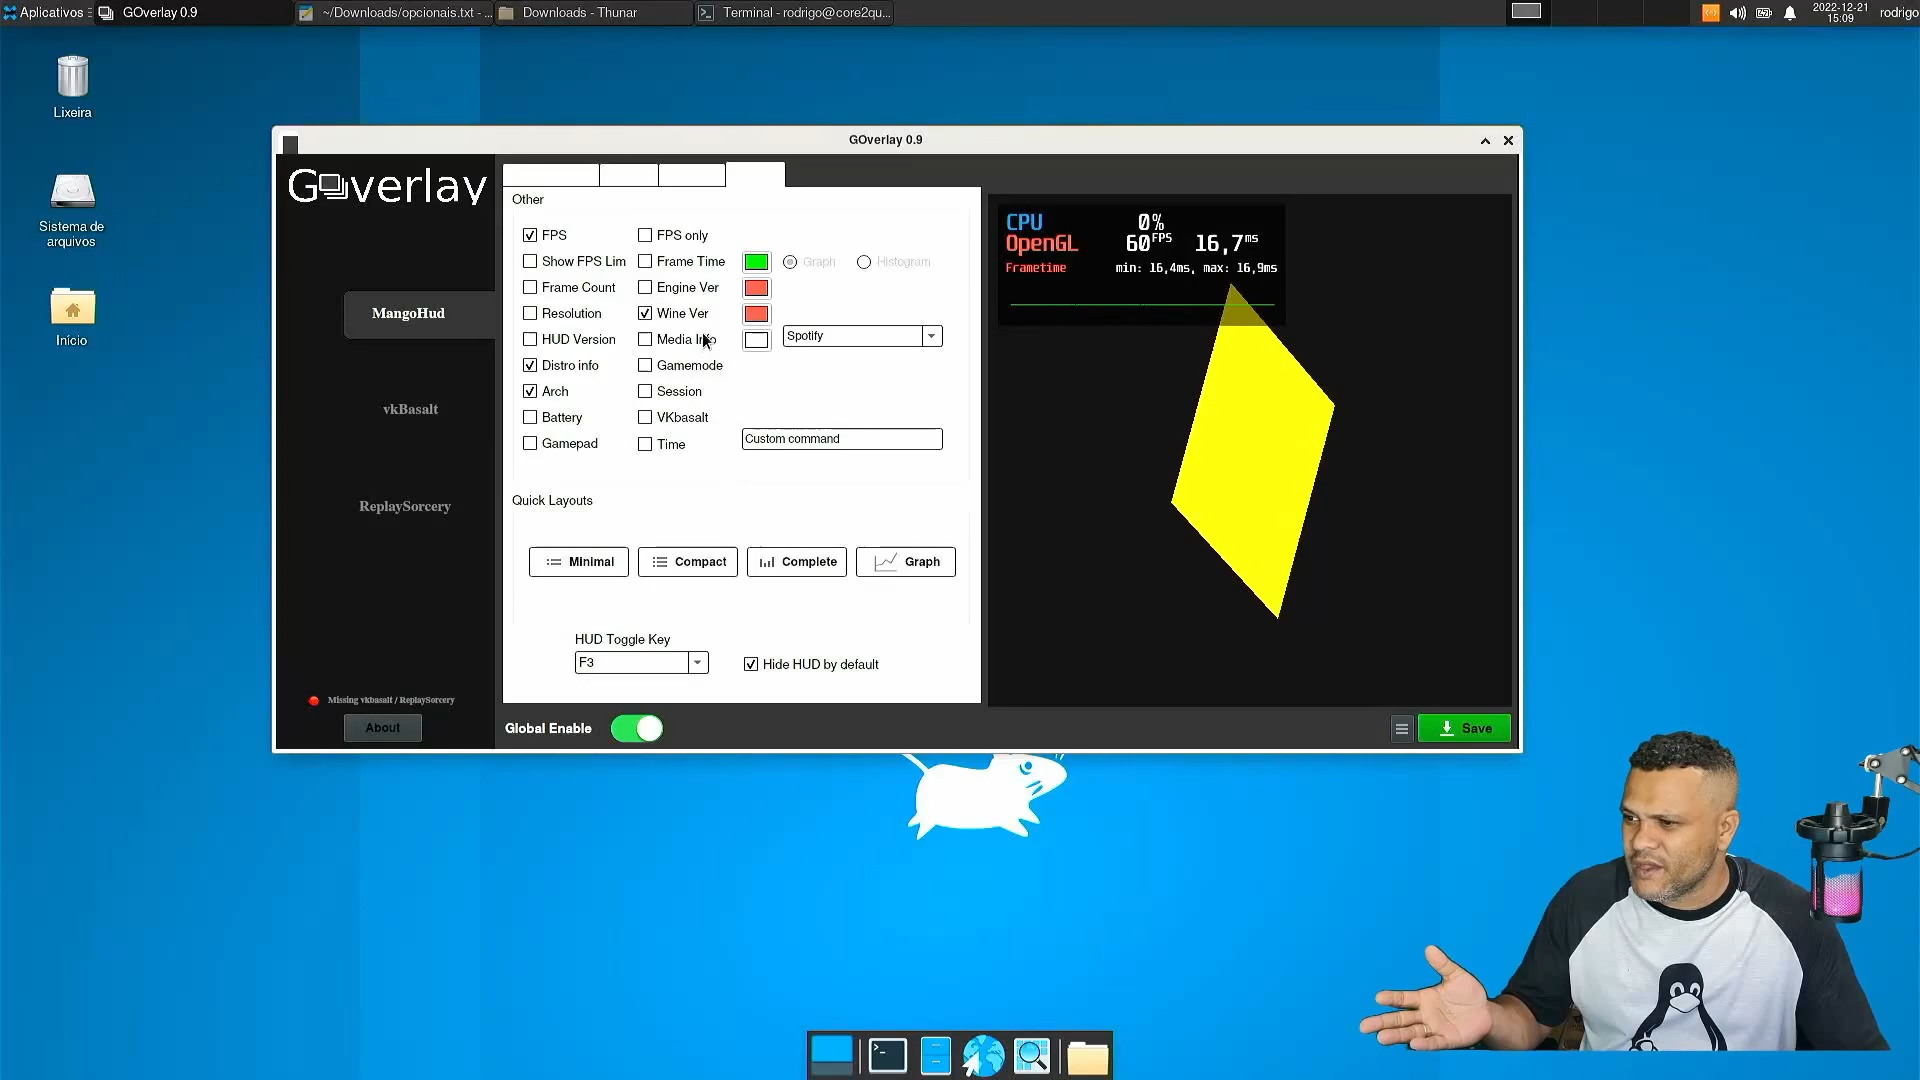 Aplicativos
GOverlay 0.9
~/Downloads/opcionais.txt - ...
Downloads - Thunar
Terminal - rodrigo@core2qu...
2022-12-21
15:09
rodrigo
Lixeira
Sistema de
arquivos
Início
GOverlay 0.9
Goverlay
MangoHud
vkBasalt
ReplaySorcery
Missing vkbasalt / ReplaySorcery
About
Other
FPS
FPS only
Show FPS Lim
Frame Time
Graph
Histogram
Frame Count
Engine Ver
Resolution
Wine Ver
HUD Version
Media Info
Spotify
Distro info
Gamemode
Arch
Session
Battery
VKbasalt
Gamepad
Time
Custom command
Quick Layouts
Minimal
Compact
Complete
Graph
HUD Toggle Key
F3
Hide HUD by default
Global Enable
Save
CPU 0%
OpenGL 60FPS 16,7ms
Frametime min: 16,4ms, max: 16,9ms